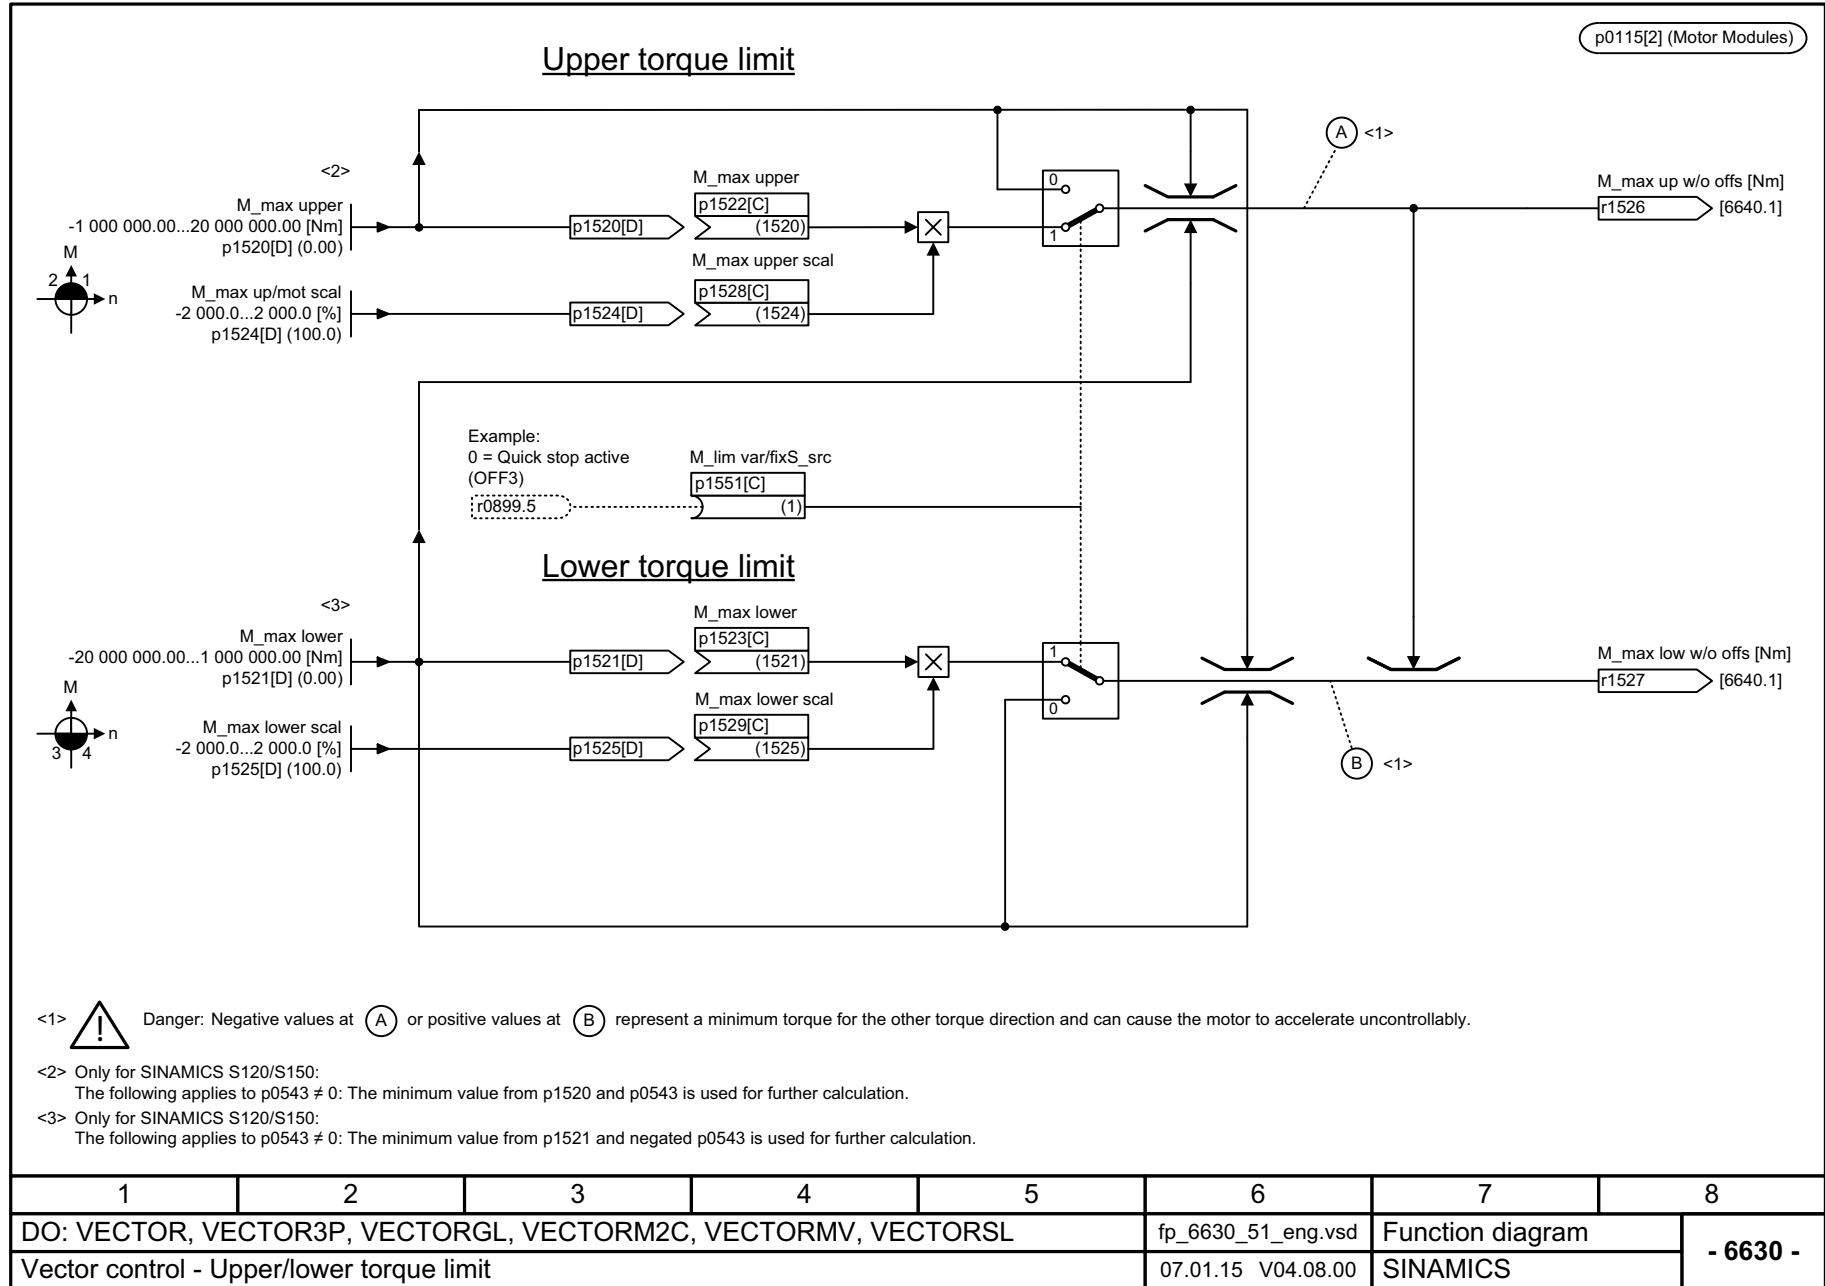 p0115[2] (Motor Modules)
Upper torque limit
A <1>
<2>
M_max upper
-1 000 000.00...20 000 000.00 [Nm]
p1520[D] (0.00)
p1520[D]
M_max upper
p1522[C]
(1520)
0
1
M_max up w/o offs [Nm]
r1526 [6640.1]
M
2 1
n
M_max up/mot scal
-2 000.0...2 000.0 [%]
p1524[D] (100.0)
p1524[D]
M_max upper scal
p1528[C]
(1524)
Example:
0 = Quick stop active
(OFF3)
r0899.5
M_lim var/fixS_src
p1551[C]
(1)
Lower torque limit
<3>
M_max lower
-20 000 000.00...1 000 000.00 [Nm]
p1521[D] (0.00)
p1521[D]
M_max lower
p1523[C]
(1521)
1
0
M_max low w/o offs [Nm]
r1527 [6640.1]
M
n
3 4
M_max lower scal
-2 000.0...2 000.0 [%]
p1525[D] (100.0)
p1525[D]
M_max lower scal
p1529[C]
(1525)
B <1>
<1> ! Danger: Negative values at A or positive values at B represent a minimum torque for the other torque direction and can cause the motor to accelerate uncontrollably.
<2> Only for SINAMICS S120/S150:
The following applies to p0543 ≠ 0: The minimum value from p1520 and p0543 is used for further calculation.
<3> Only for SINAMICS S120/S150:
The following applies to p0543 ≠ 0: The minimum value from p1521 and negated p0543 is used for further calculation.
1 2 3 4 5 6 7 8
DO: VECTOR, VECTOR3P, VECTORGL, VECTORM2C, VECTORMV, VECTORSL fp_6630_51_eng.vsd Function diagram
- 6630 -
Vector control - Upper/lower torque limit 07.01.15 V04.08.00 SINAMICS